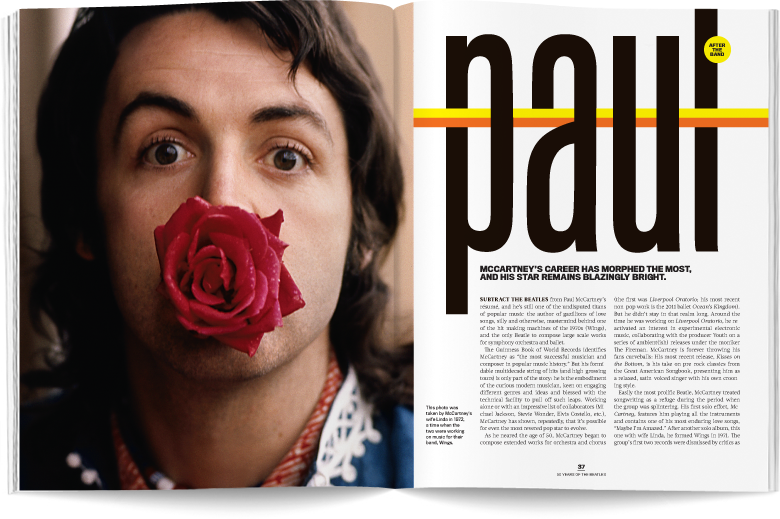 paul
AFTER
THE
BAND
MCCARTNEY'S CAREER HAS MORPHED THE MOST,
AND HIS STAR REMAINS BLAZINGLY BRIGHT.
SUBTRACT THE BEATLES from Paul McCartney's
résumé, and he's still one of the undisputed titans
of popular music: the author of gazillions of love
songs, silly and otherwise, mastermind behind one
of the hit making machines of the 1970s (Wings),
and the only Beatle to compose large scale works
for symphony orchestra and ballet.
The Guinness Book of World Records identifies
McCartney as "the most successful musician and
composer in popular music history." But his formi
dable multidecade string of hits (and high grossing
tours) is only part of the story: he is the embodiment
of the curious modern musician, keen on engaging
different genres and ideas and blessed with the
technical facility to pull off such leaps. Working
alone or with an impressive list of collaborators (Mi
chael Jackson, Stevie Wonder, Elvis Costello, etc.),
McCartney has shown, repeatedly, that it's possible
for even the most revered pop star to evolve.
As he neared the age of 50, McCartney began to
compose extended works for orchestra and chorus
(the first was Liverpool Oratorio; his most recent
non pop work is the 2011 ballet Ocean's Kingdom).
But he didn't stay in that realm long. Around the
time he was working on Liverpool Oratorio, he re
activated an interest in experimental electronic
music, collaborating with the producer Youth on a
series of ambientish releases under the moniker
The Fireman. McCartney is forever throwing his
fans curveballs: His most recent release, Kisses on
the Bottom, is his take on pre rock classics from
the Great American Songbook, presenting him as
a relaxed, satin voiced singer with his own croon
ing style.
Easily the most prolific Beatle, McCartney treated
songwriting as a refuge during the period when
the group was splintering. His first solo effort, Mc
Cartney, features him playing all the instruments
and contains one of his most enduring love songs,
"Maybe I'm Amazed." After another solo album, this
one with wife Linda, he formed Wings in 1971. The
group's first two records were dismissed by critics as
This photo was
taken by McCartney's
wife Linda in 1972,
a time when the
two were working
on music for their
band, Wings.
37
50 YEARS OF THE BEATLES